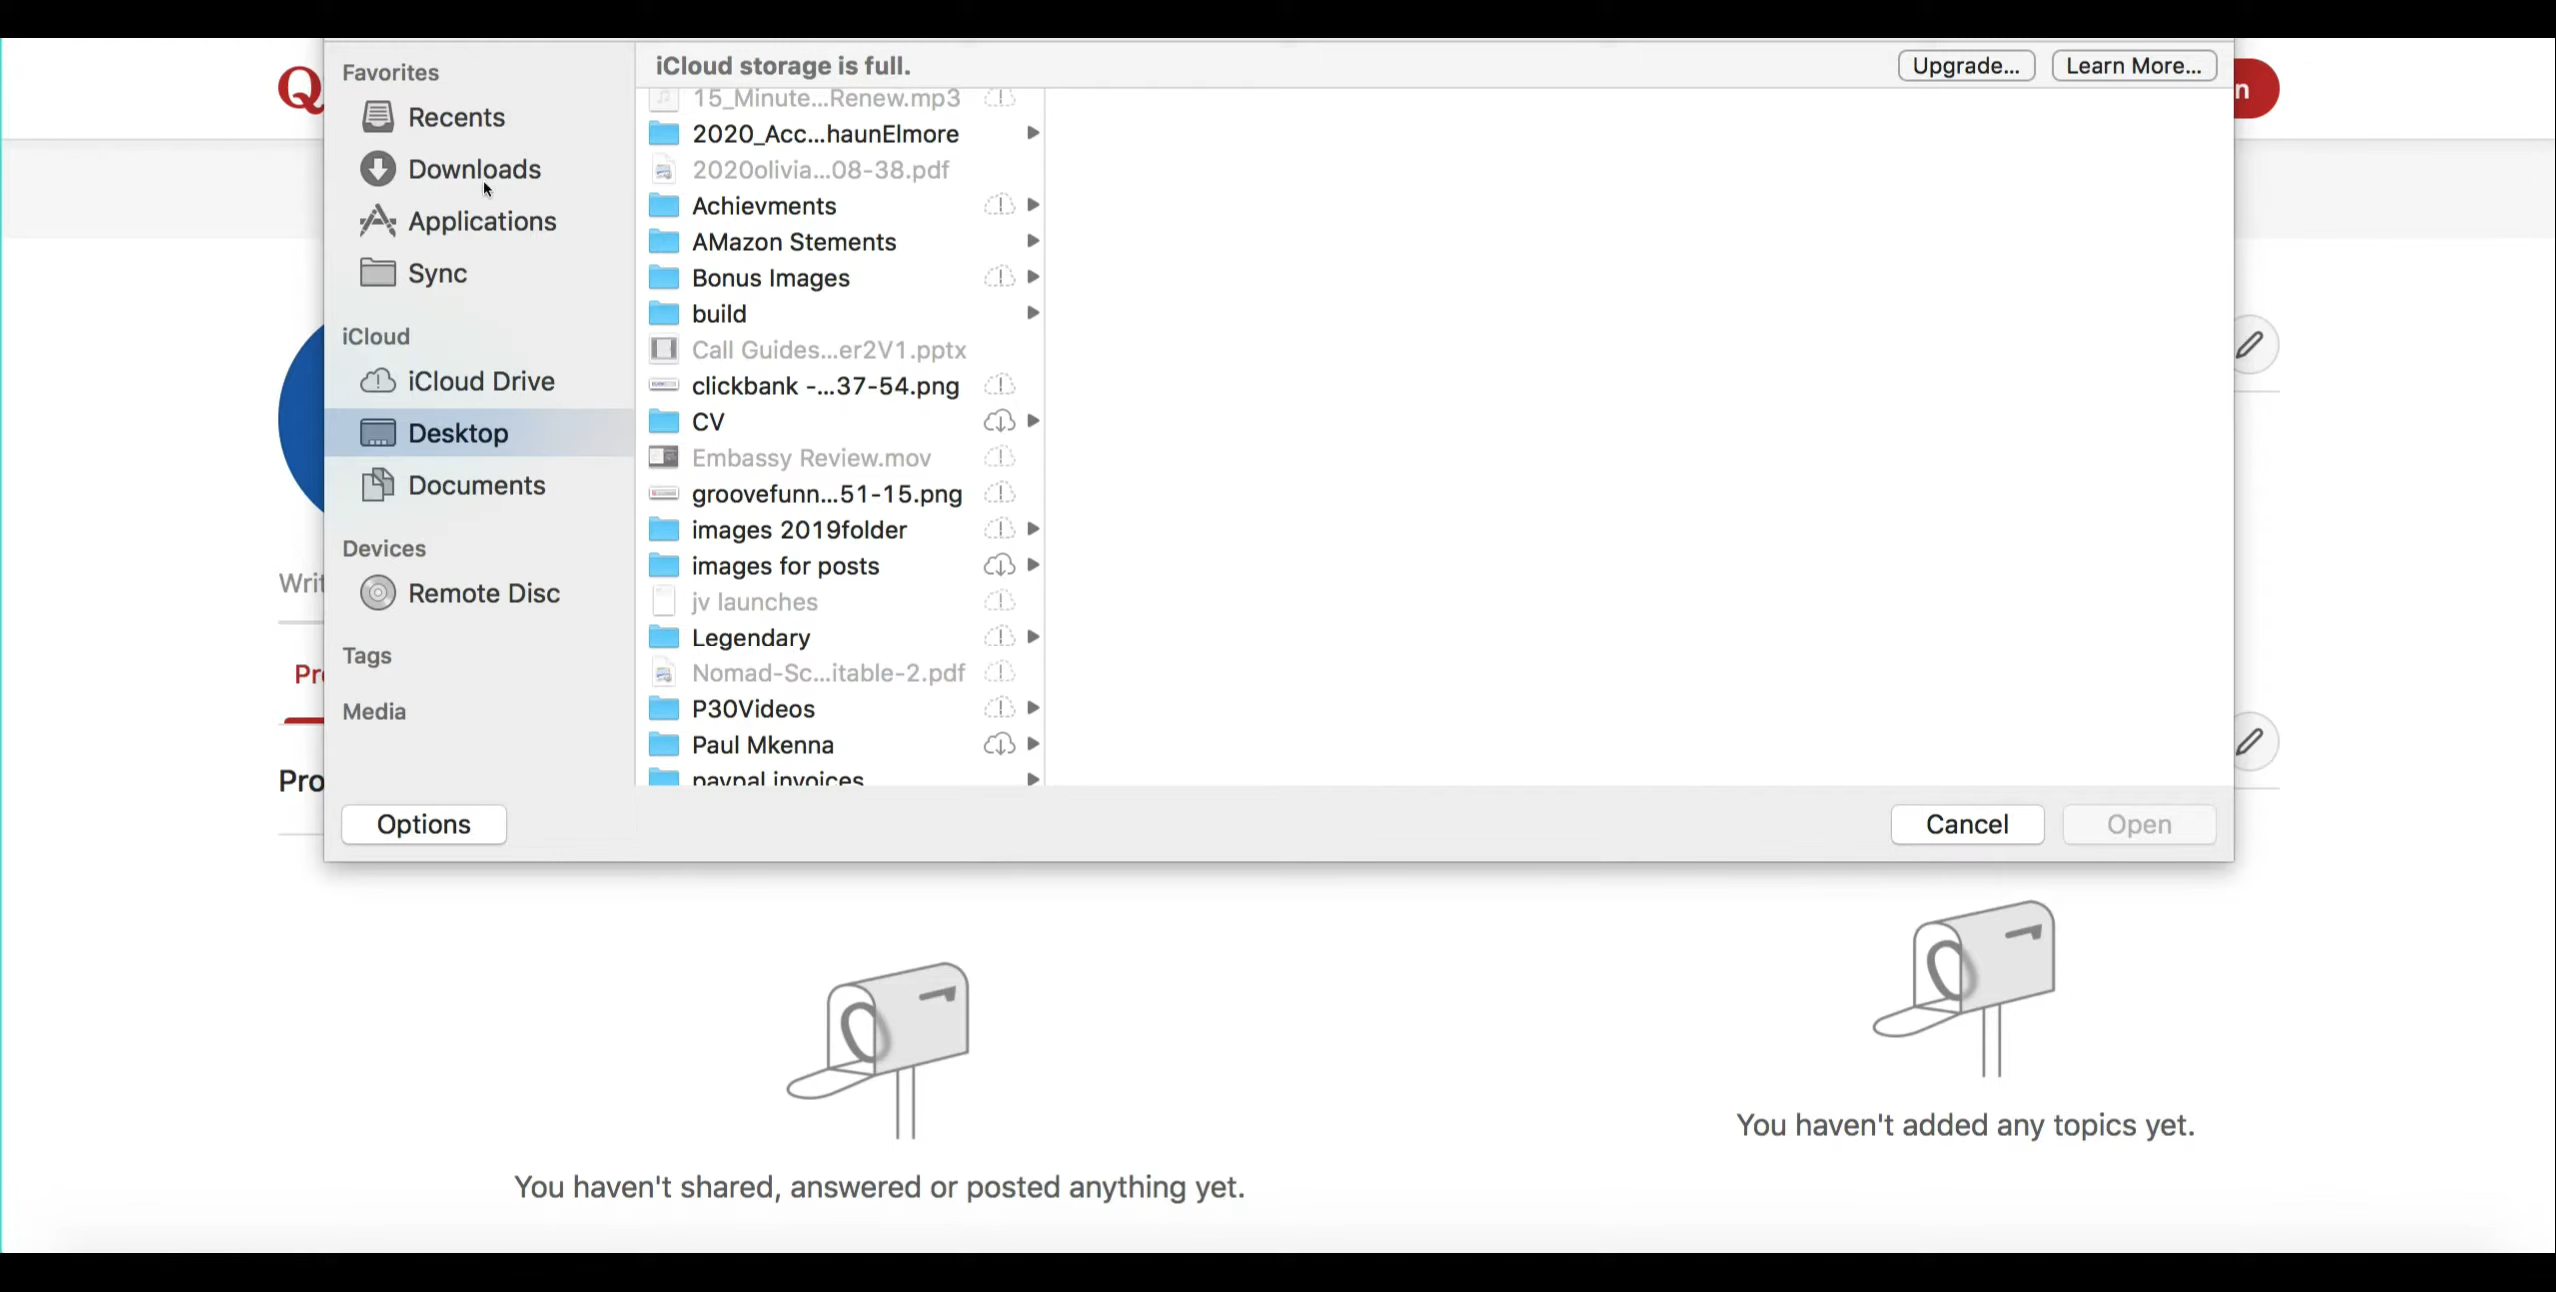 Favorites
Recents
Downloads
Applications
Sync
iCloud
iCloud Drive
Desktop
Documents
Devices
Remote Disc
Tags
Media
iCloud storage is full.
Upgrade...
Learn More...
15_Minute...Renew.mp3
2020_Acc...haunElmore
2020olivia...08-38.pdf
Achievments
AMazon Stements
Bonus Images
build
Call Guides...er2V1.pptx
clickbank -...37-54.png
CV
Embassy Review.mov
groovefunn...51-15.png
images 2019folder
images for posts
jv launches
Legendary
Nomad-Sc...itable-2.pdf
P30Videos
Paul Mkenna
paypal invoices
Options
Cancel
Open
Q
n
Writ
Pro
You haven't shared, answered or posted anything yet.
You haven't added any topics yet.